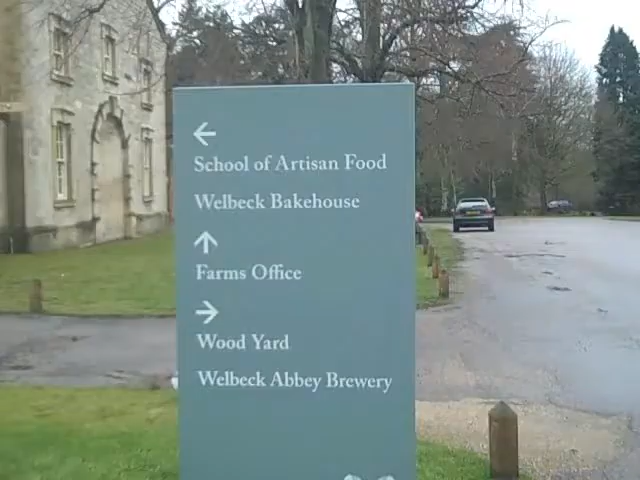 ←
School of Artisan Food
Welbeck Bakehouse
↑
Farms Office
→
Wood Yard
Welbeck Abbey Brewery